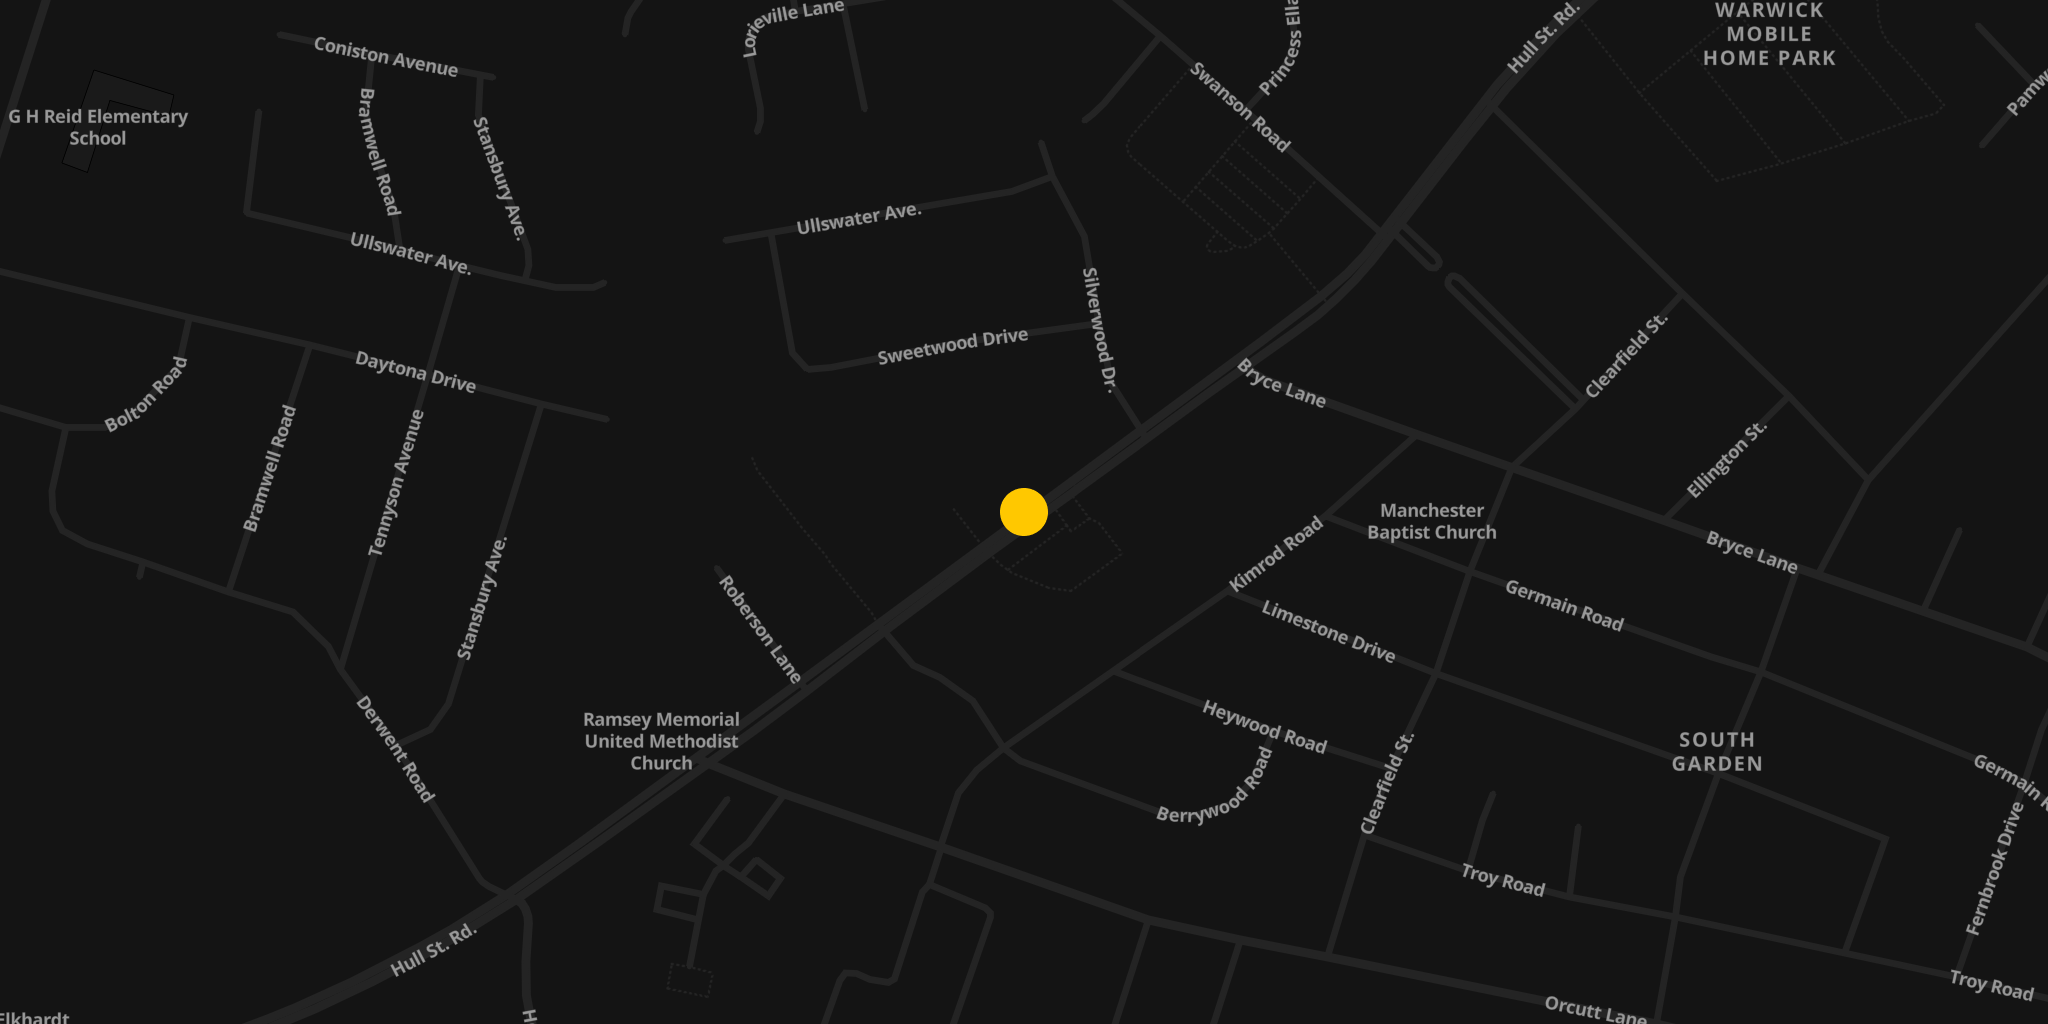 WARWICK
MOBILE
HOME PARK
Lorieville Lane
Princess Ella
Hull St. Rd.
Coniston Avenue
Swanson Road
G H Reid Elementary
School
Bramwell Road
Stansbury Ave.
Ullswater Ave.
Ullswater Ave.
Silverwood Dr.
Sweetwood Drive
Clearfield St.
Daytona Drive
Bolton Road
Bryce Lane
Bramwell Road
Tennyson Avenue
Ellington St.
Manchester
Baptist Church
Bryce Lane
Kimrod Road
Stansbury Ave.
Roberson Lane
Germain Road
Limestone Drive
Heywood Road
Ramsey Memorial
United Methodist
Church
Derwent Road
SOUTH
GARDEN
Berrywood Road
Clearfield St.
Germain R
Fernbrook Drive
Troy Road
Hull St. Rd.
Troy Road
Orcutt Lane
Elkhardt
H